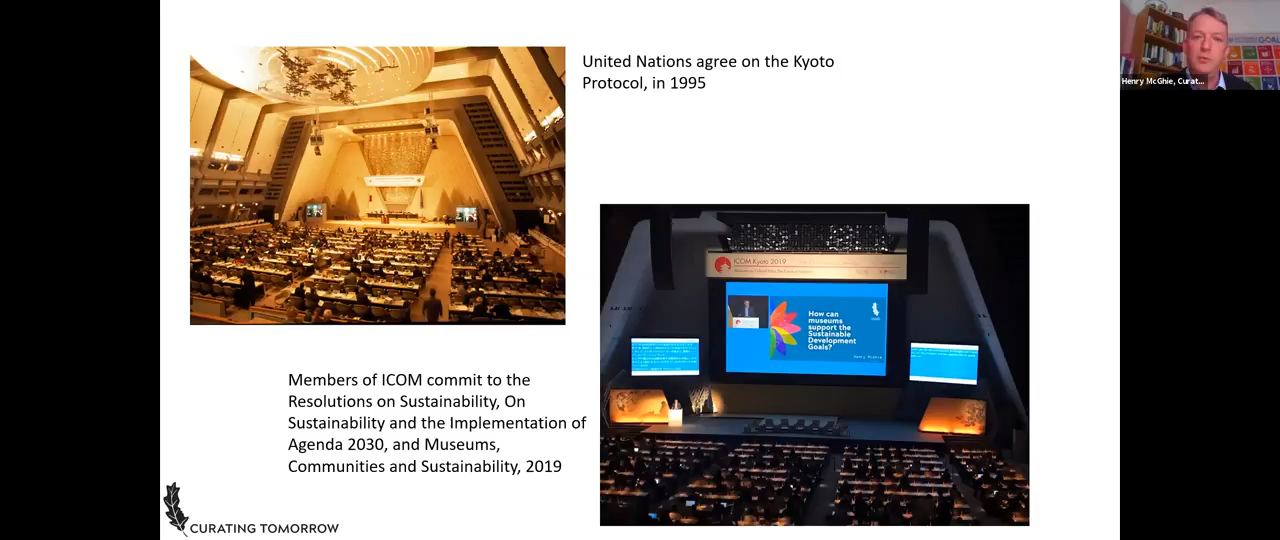 United Nations agree on the Kyoto
Protocol, in 1995
Henry McGhie, Curat...
ICOM Kyoto 2019
How can
museums
support the
Sustainable
Development
Goals?
Henry McGhie
Members of ICOM commit to the
Resolutions on Sustainability, On
Sustainability and the Implementation of
Agenda 2030, and Museums,
Communities and Sustainability, 2019
CURATING TOMORROW